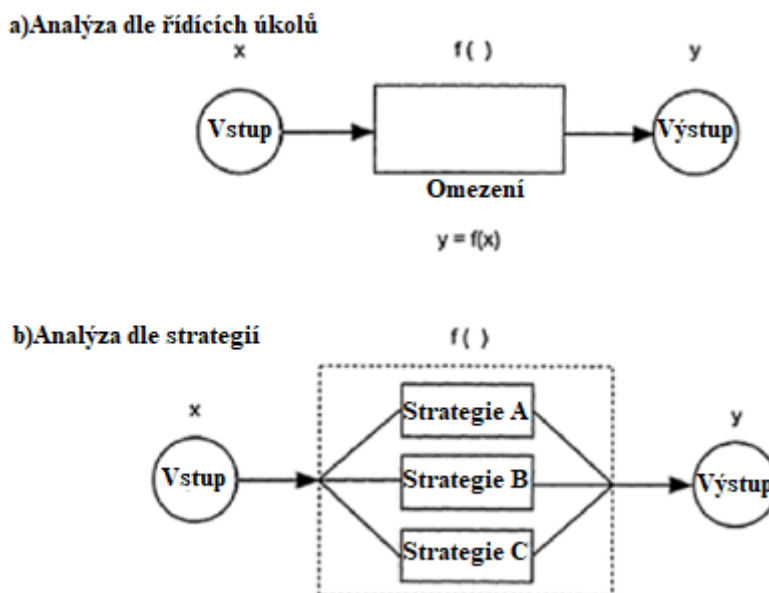 a)Analýza dle řídících úkolů
x f ( ) y
Vstup Výstup
Omezení
y = f(x)
b)Analýza dle strategií
f ( )
x y
Strategie A
Vstup Strategie B Výstup
Strategie C